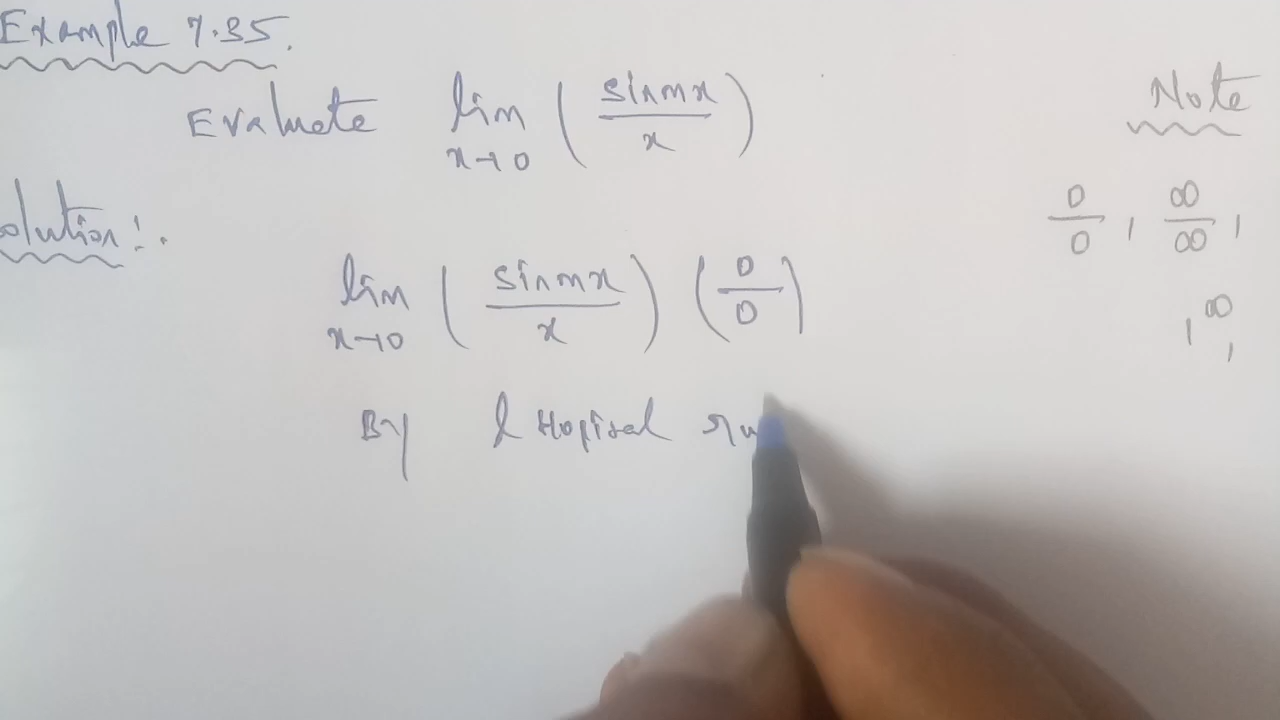 Example 7.35.
Evaluate lim x→0 ( sinmx / x )
Note
olution:.
0/0, ∞/∞,
lim x→0 ( sinmx / x ) ( 0/0 )
1^∞,
By l Hopital ru